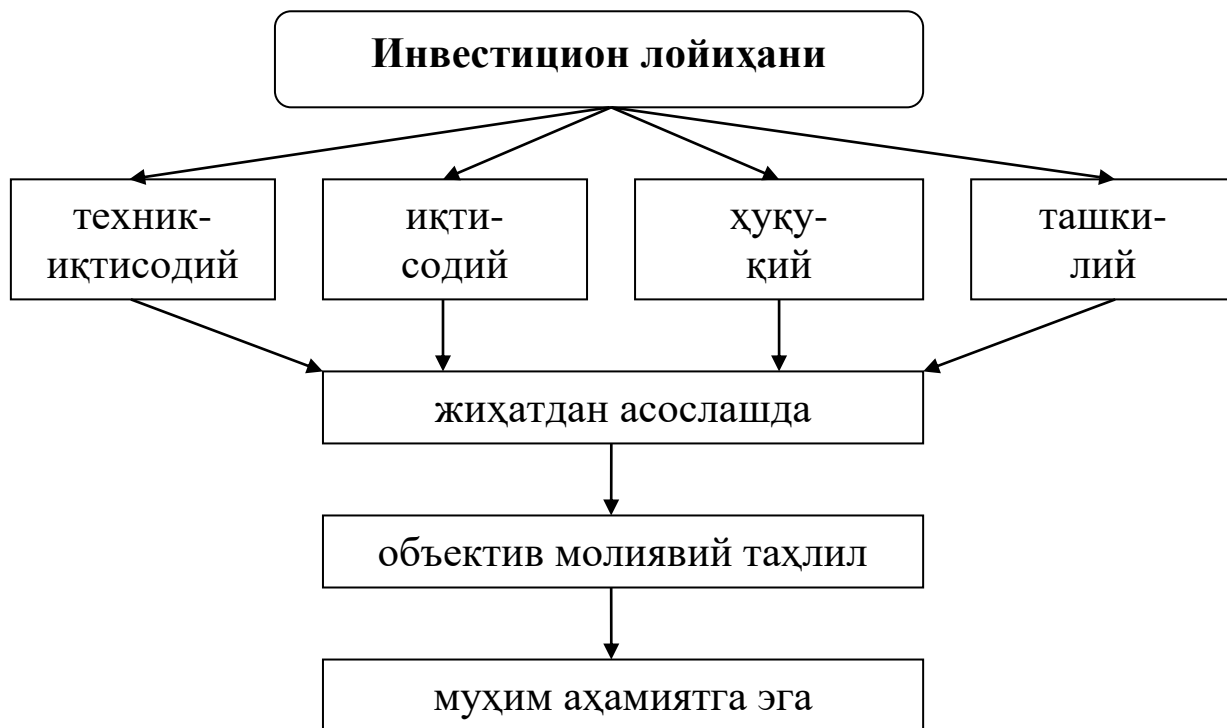 Инвестицион лойиҳани
техник-
иқтисодий
иқти-
содий
ҳуқу-
қий
ташки-
лий
жиҳатдан асослашда
объектив молиявий таҳлил
муҳим аҳамиятга эга